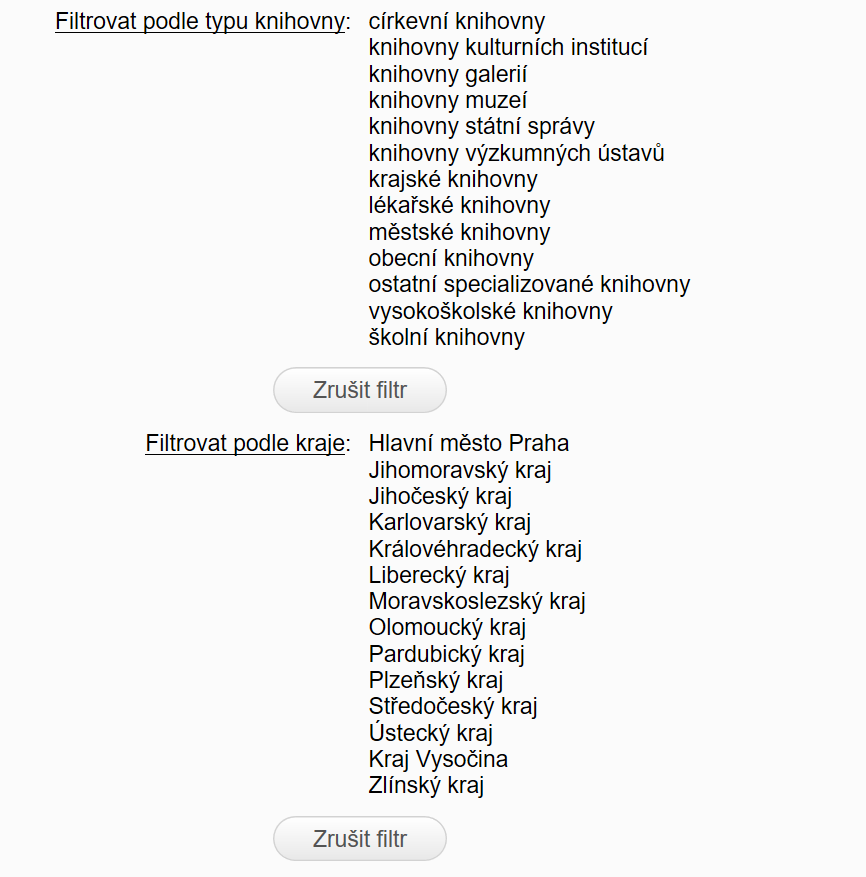 Filtrovat podle typu knihovny: církevní knihovny
knihovny kulturních institucí
knihovny galerií
knihovny muzeí
knihovny státní správy
knihovny výzkumných ústavů
krajské knihovny
lékařské knihovny
městské knihovny
obecní knihovny
ostatní specializované knihovny
vysokoškolské knihovny
školní knihovny
Zrušit filtr
Filtrovat podle kraje: Hlavní město Praha
Jihomoravský kraj
Jihočeský kraj
Karlovarský kraj
Královéhradecký kraj
Liberecký kraj
Moravskoslezský kraj
Olomoucký kraj
Pardubický kraj
Plzeňský kraj
Středočeský kraj
Ústecký kraj
Kraj Vysočina
Zlínský kraj
Zrušit filtr